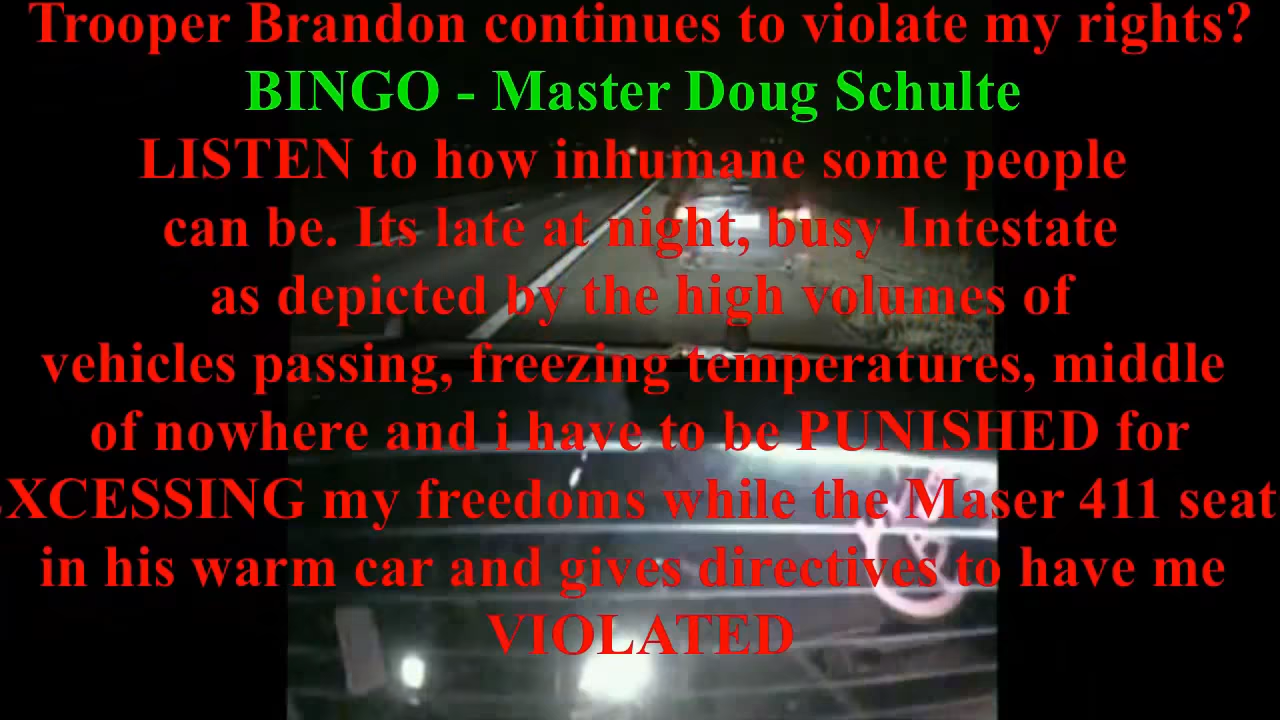 Trooper Brandon continues to violate my rights?
BINGO - Master Doug Schulte
LISTEN to how inhumane some people
can be. Its late at night, busy Intestate
as depicted by the high volumes of
vehicles passing, freezing temperatures, middle
of nowhere and i have to be PUNISHED for
XCESSING my freedoms while the Maser 411 seat
in his warm car and gives directives to have me
VIOLATED